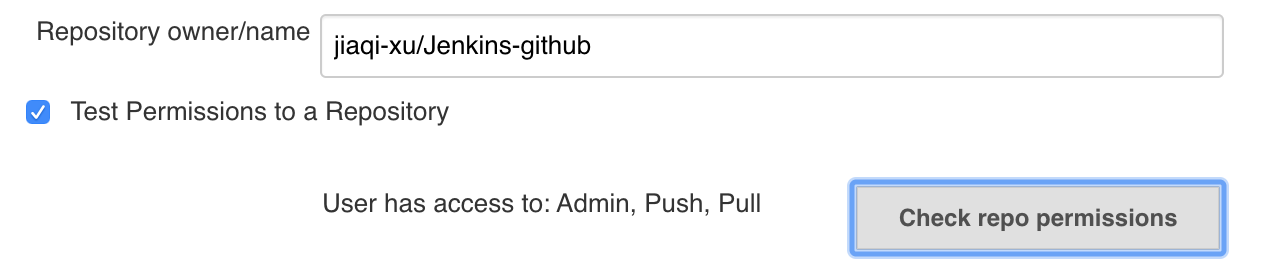 Repository owner/name jiaqi-xu/Jenkins-github
Test Permissions to a Repository
User has access to: Admin, Push, Pull Check repo permissions